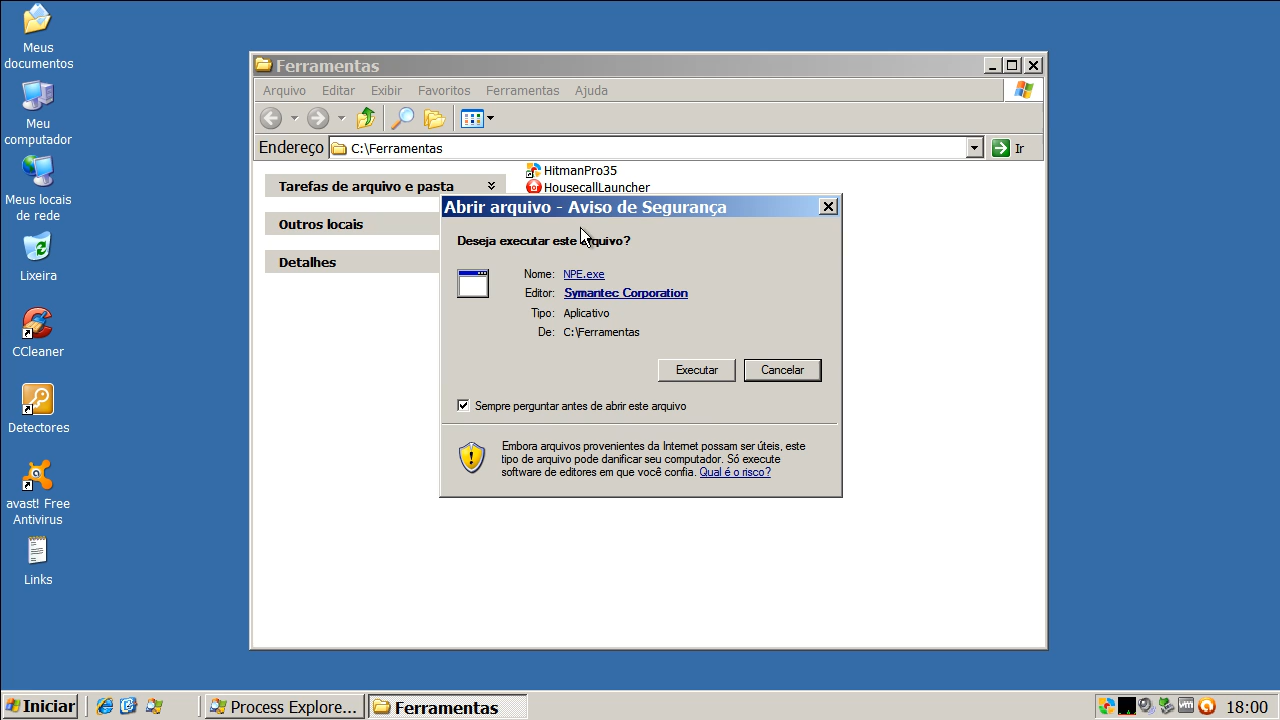 Meus
documentos
Meu
computador
Meus locais
de rede
Lixeira
CCleaner
Detectores
avast! Free
Antivirus
Links
Ferramentas
Arquivo Editar Exibir Favoritos Ferramentas Ajuda
Endereço C:\Ferramentas Ir
Tarefas de arquivo e pasta
Outros locais
Detalhes
HitmanPro35
HousecallLauncher
Abrir arquivo - Aviso de Segurança
Deseja executar este arquivo?
Nome: NPE.exe
Editor: Symantec Corporation
Tipo: Aplicativo
De: C:\Ferramentas
Executar Cancelar
Sempre perguntar antes de abrir este arquivo
Embora arquivos provenientes da Internet possam ser úteis, este
tipo de arquivo pode danificar seu computador. Só execute
software de editores em que você confia. Qual é o risco?
Iniciar Process Explore... Ferramentas 18:00